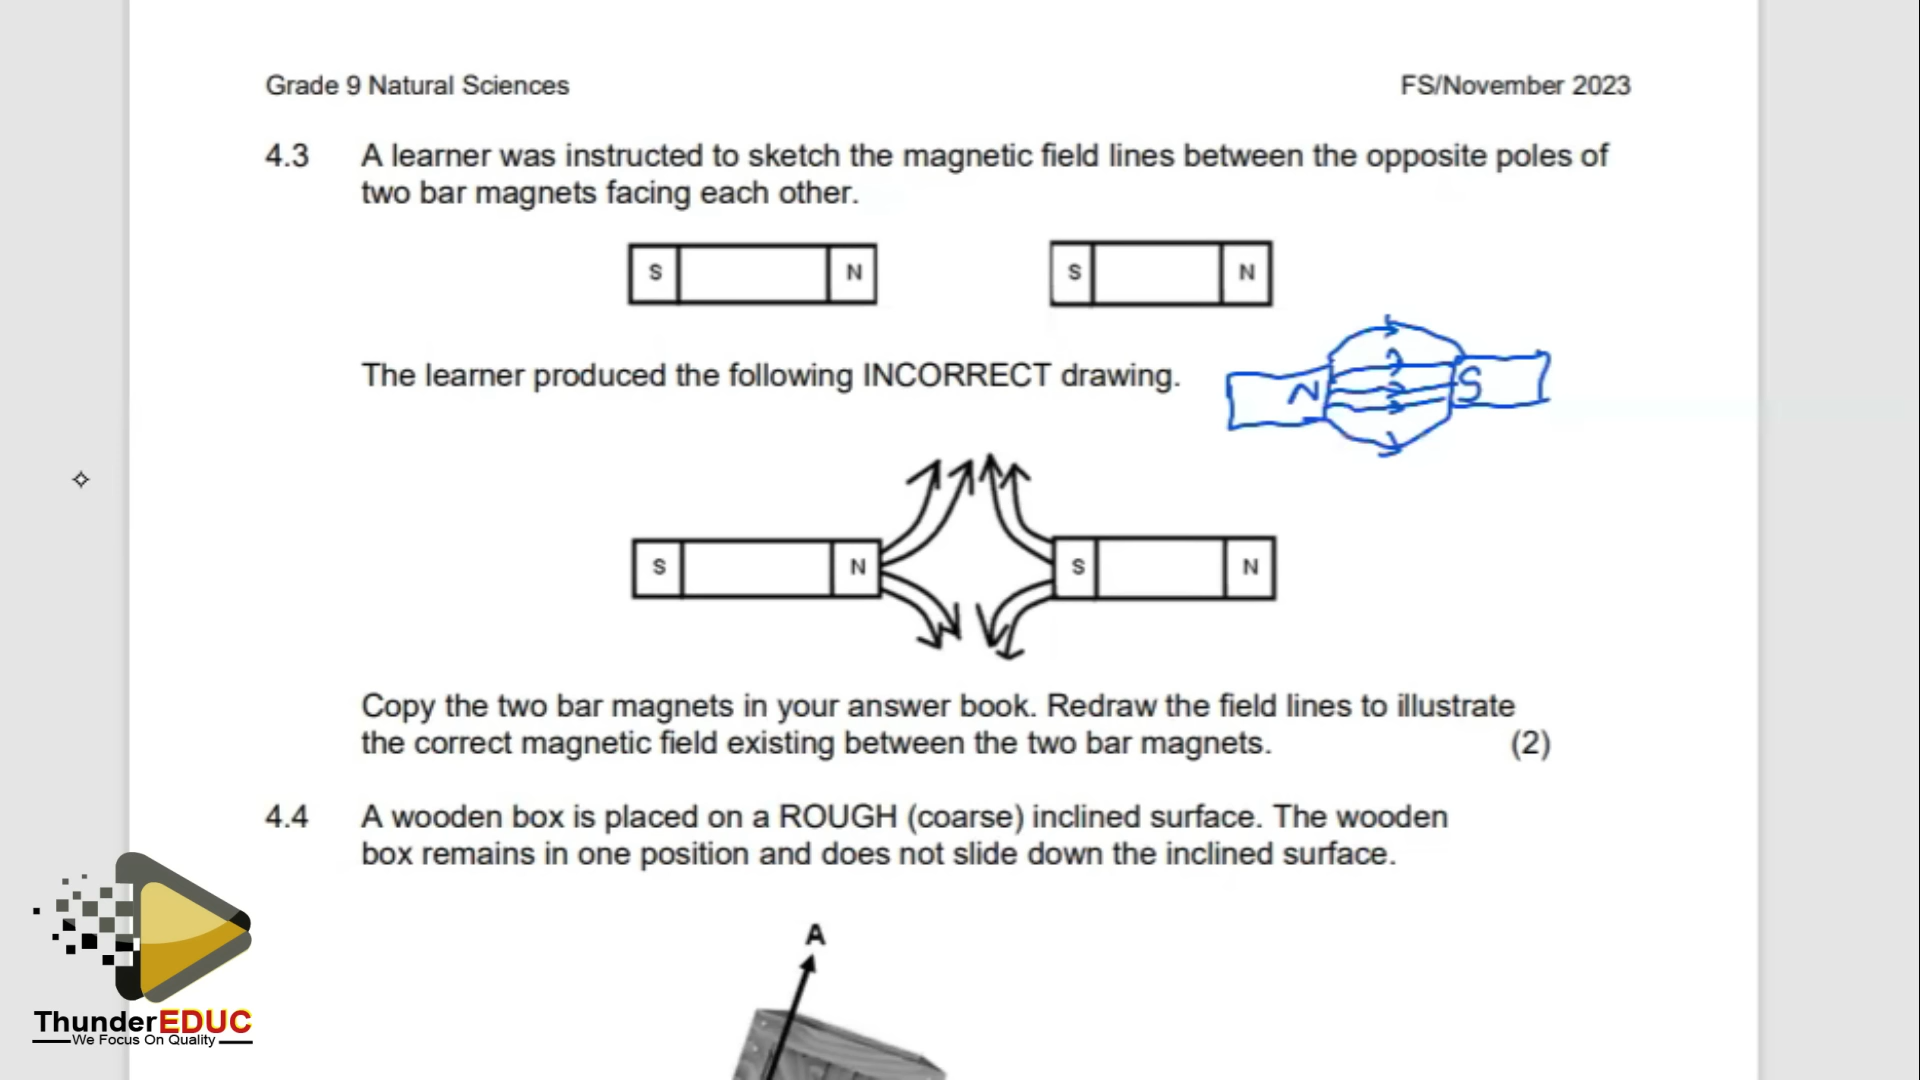 Grade 9 Natural Sciences FS/November 2023
4.3 A learner was instructed to sketch the magnetic field lines between the opposite poles of
two bar magnets facing each other.
S N S N
The learner produced the following INCORRECT drawing.
N S
S N S N
Copy the two bar magnets in your answer book. Redraw the field lines to illustrate
the correct magnetic field existing between the two bar magnets. (2)
4.4 A wooden box is placed on a ROUGH (coarse) inclined surface. The wooden
box remains in one position and does not slide down the inclined surface.
A
ThunderEDUC
We Focus On Quality